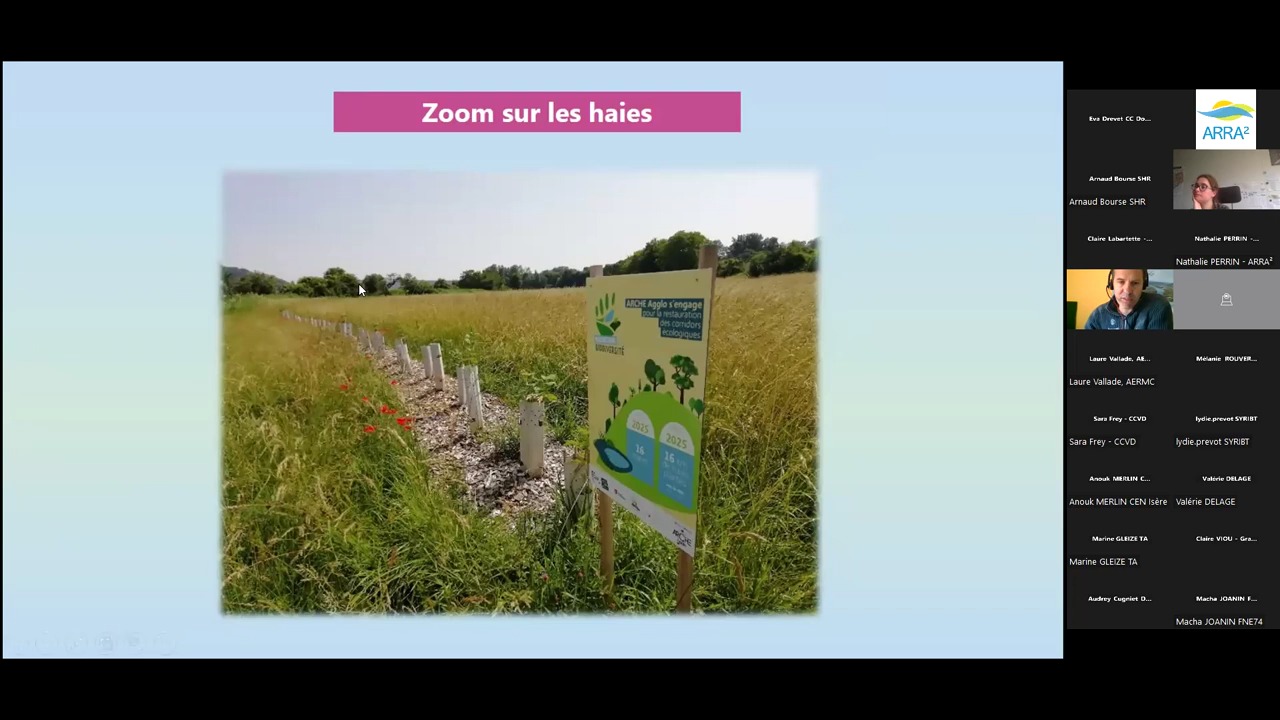 Zoom sur les haies
ARCHE Agglo s'engage
pour la restauration
des corridors
écologiques
BIODIVERSITÉ
2025
16
2025
16
Eva Drevet CC Do...
ARRA²
Arnaud Bourse SHR
Arnaud Bourse SHR
Claire Labartette -...
Nathalie PERRIN -...
Nathalie PERRIN - ARRA²
Laure Vallade, AE...
Mélanie ROUVER...
Laure Vallade, AERMC
Sara Frey - CCVD
lydie.prevot SYRIBT
Sara Frey - CCVD
lydie.prevot SYRIBT
Anouk MERLIN C...
Valérie DELAGE
Anouk MERLIN CEN Isère
Valérie DELAGE
Marine GLEIZE TA
Claire VIOU - Gra...
Marine GLEIZE TA
Audrey Cugniet D...
Macha JOANIN F...
Macha JOANIN FNE74